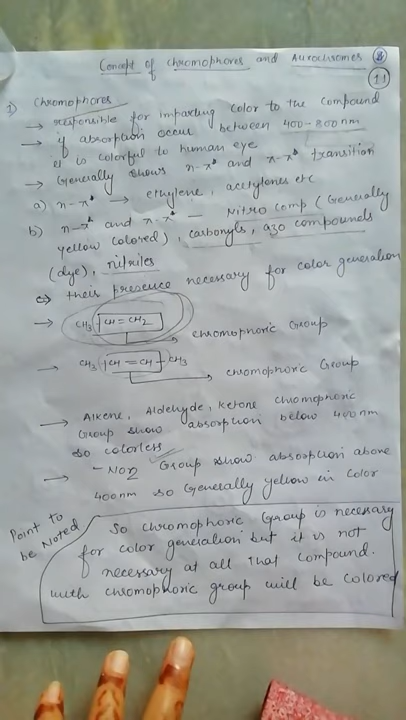 Concept of chromophores and Auxochromes 8
11
1) Chromophores
→ responsible for imparting color to the compound
→ if absorption occur between 400-800nm
it is colorful to human eye
→ Generally shows n-π* and π-π* transition
a) π-π* → ethylene, acetylenes etc
b) n-π* and π-π* — Nitro comp (Generally
yellow colored), carbonyls, azo compounds
(dye), nitriles
⇔ their presence necessary for color generation
→ CH3 CH=CH2
chromophoric Group
→ CH3 CH=CH-CH3
chromophoric Group
→ Alkene, Aldehyde, ketone chromophoric
Group show absorption below 400nm
so colorless
→ -NO2 Group show absorption above
400nm so Generally yellow in color
Point to
be Noted
So chromophoric Group is necessary
for color generation but it is not
necessary at all that compound
with chromophoric group will be colored